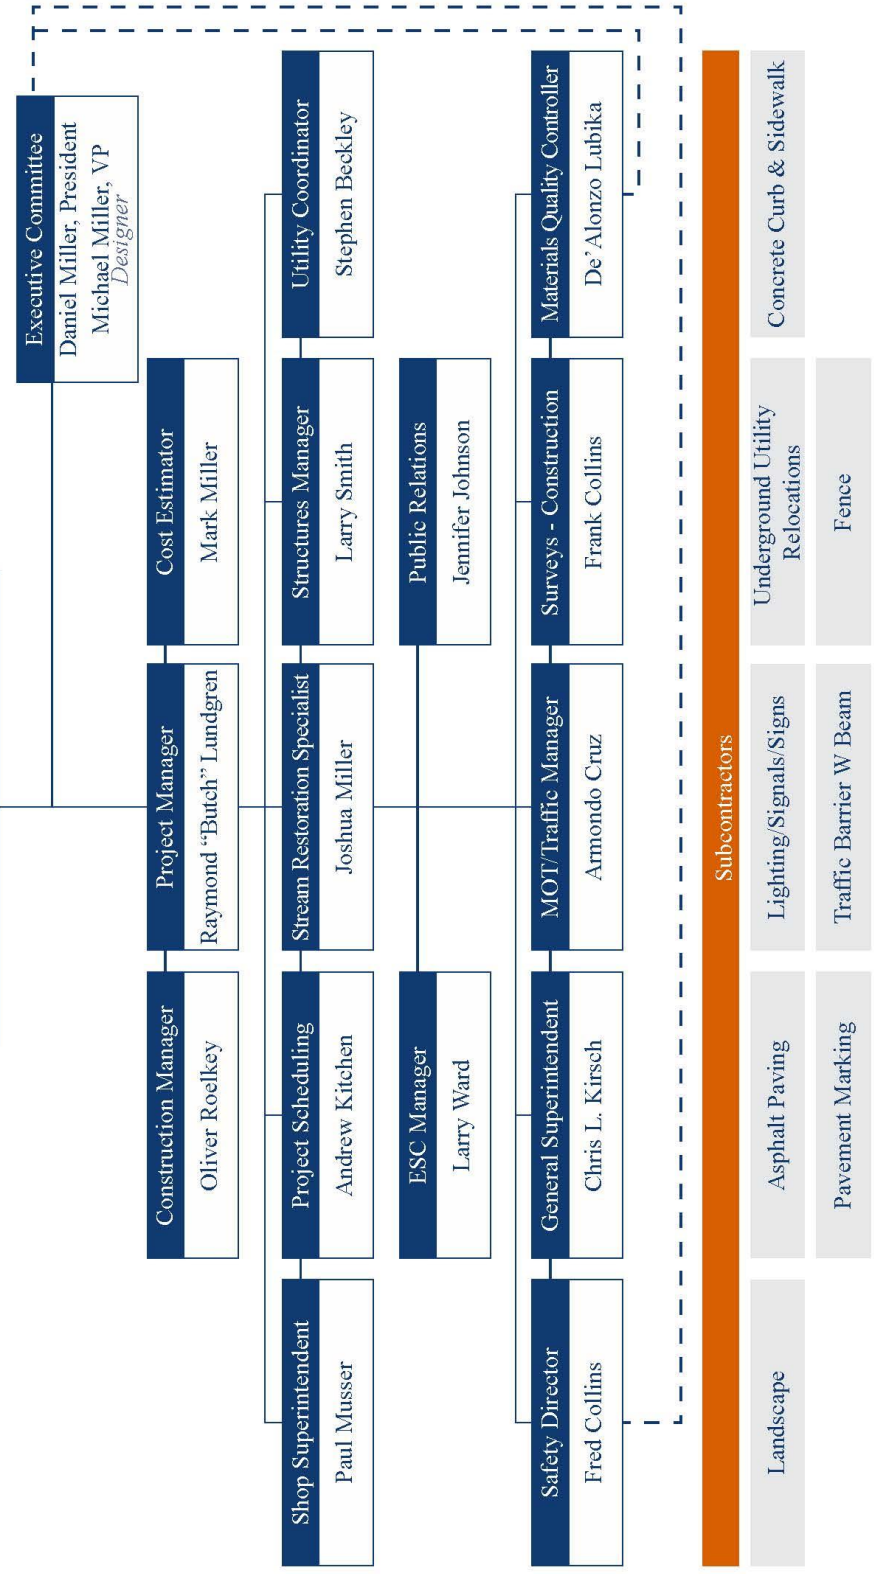 Executive Committee
Daniel Miller, President
Michael Miller, VP
Designer
Construction Manager
Oliver Roelkey
Project Manager
Raymond “Butch” Lundgren
Cost Estimator
Mark Miller
Shop Superintendent
Paul Musser
Project Scheduling
Andrew Kitchen
Stream Restoration Specialist
Joshua Miller
Structures Manager
Larry Smith
Utility Coordinator
Stephen Beckley
ESC Manager
Larry Ward
Public Relations
Jennifer Johnson
Safety Director
Fred Collins
General Superintendent
Chris L. Kirsch
MOT/Traffic Manager
Armondo Cruz
Surveys - Construction
Frank Collins
Materials Quality Controller
De’Alonzo Lubika
Subcontractors
Landscape
Asphalt Paving
Lighting/Signals/Signs
Underground Utility
Relocations
Concrete Curb & Sidewalk
Pavement Marking
Traffic Barrier W Beam
Fence